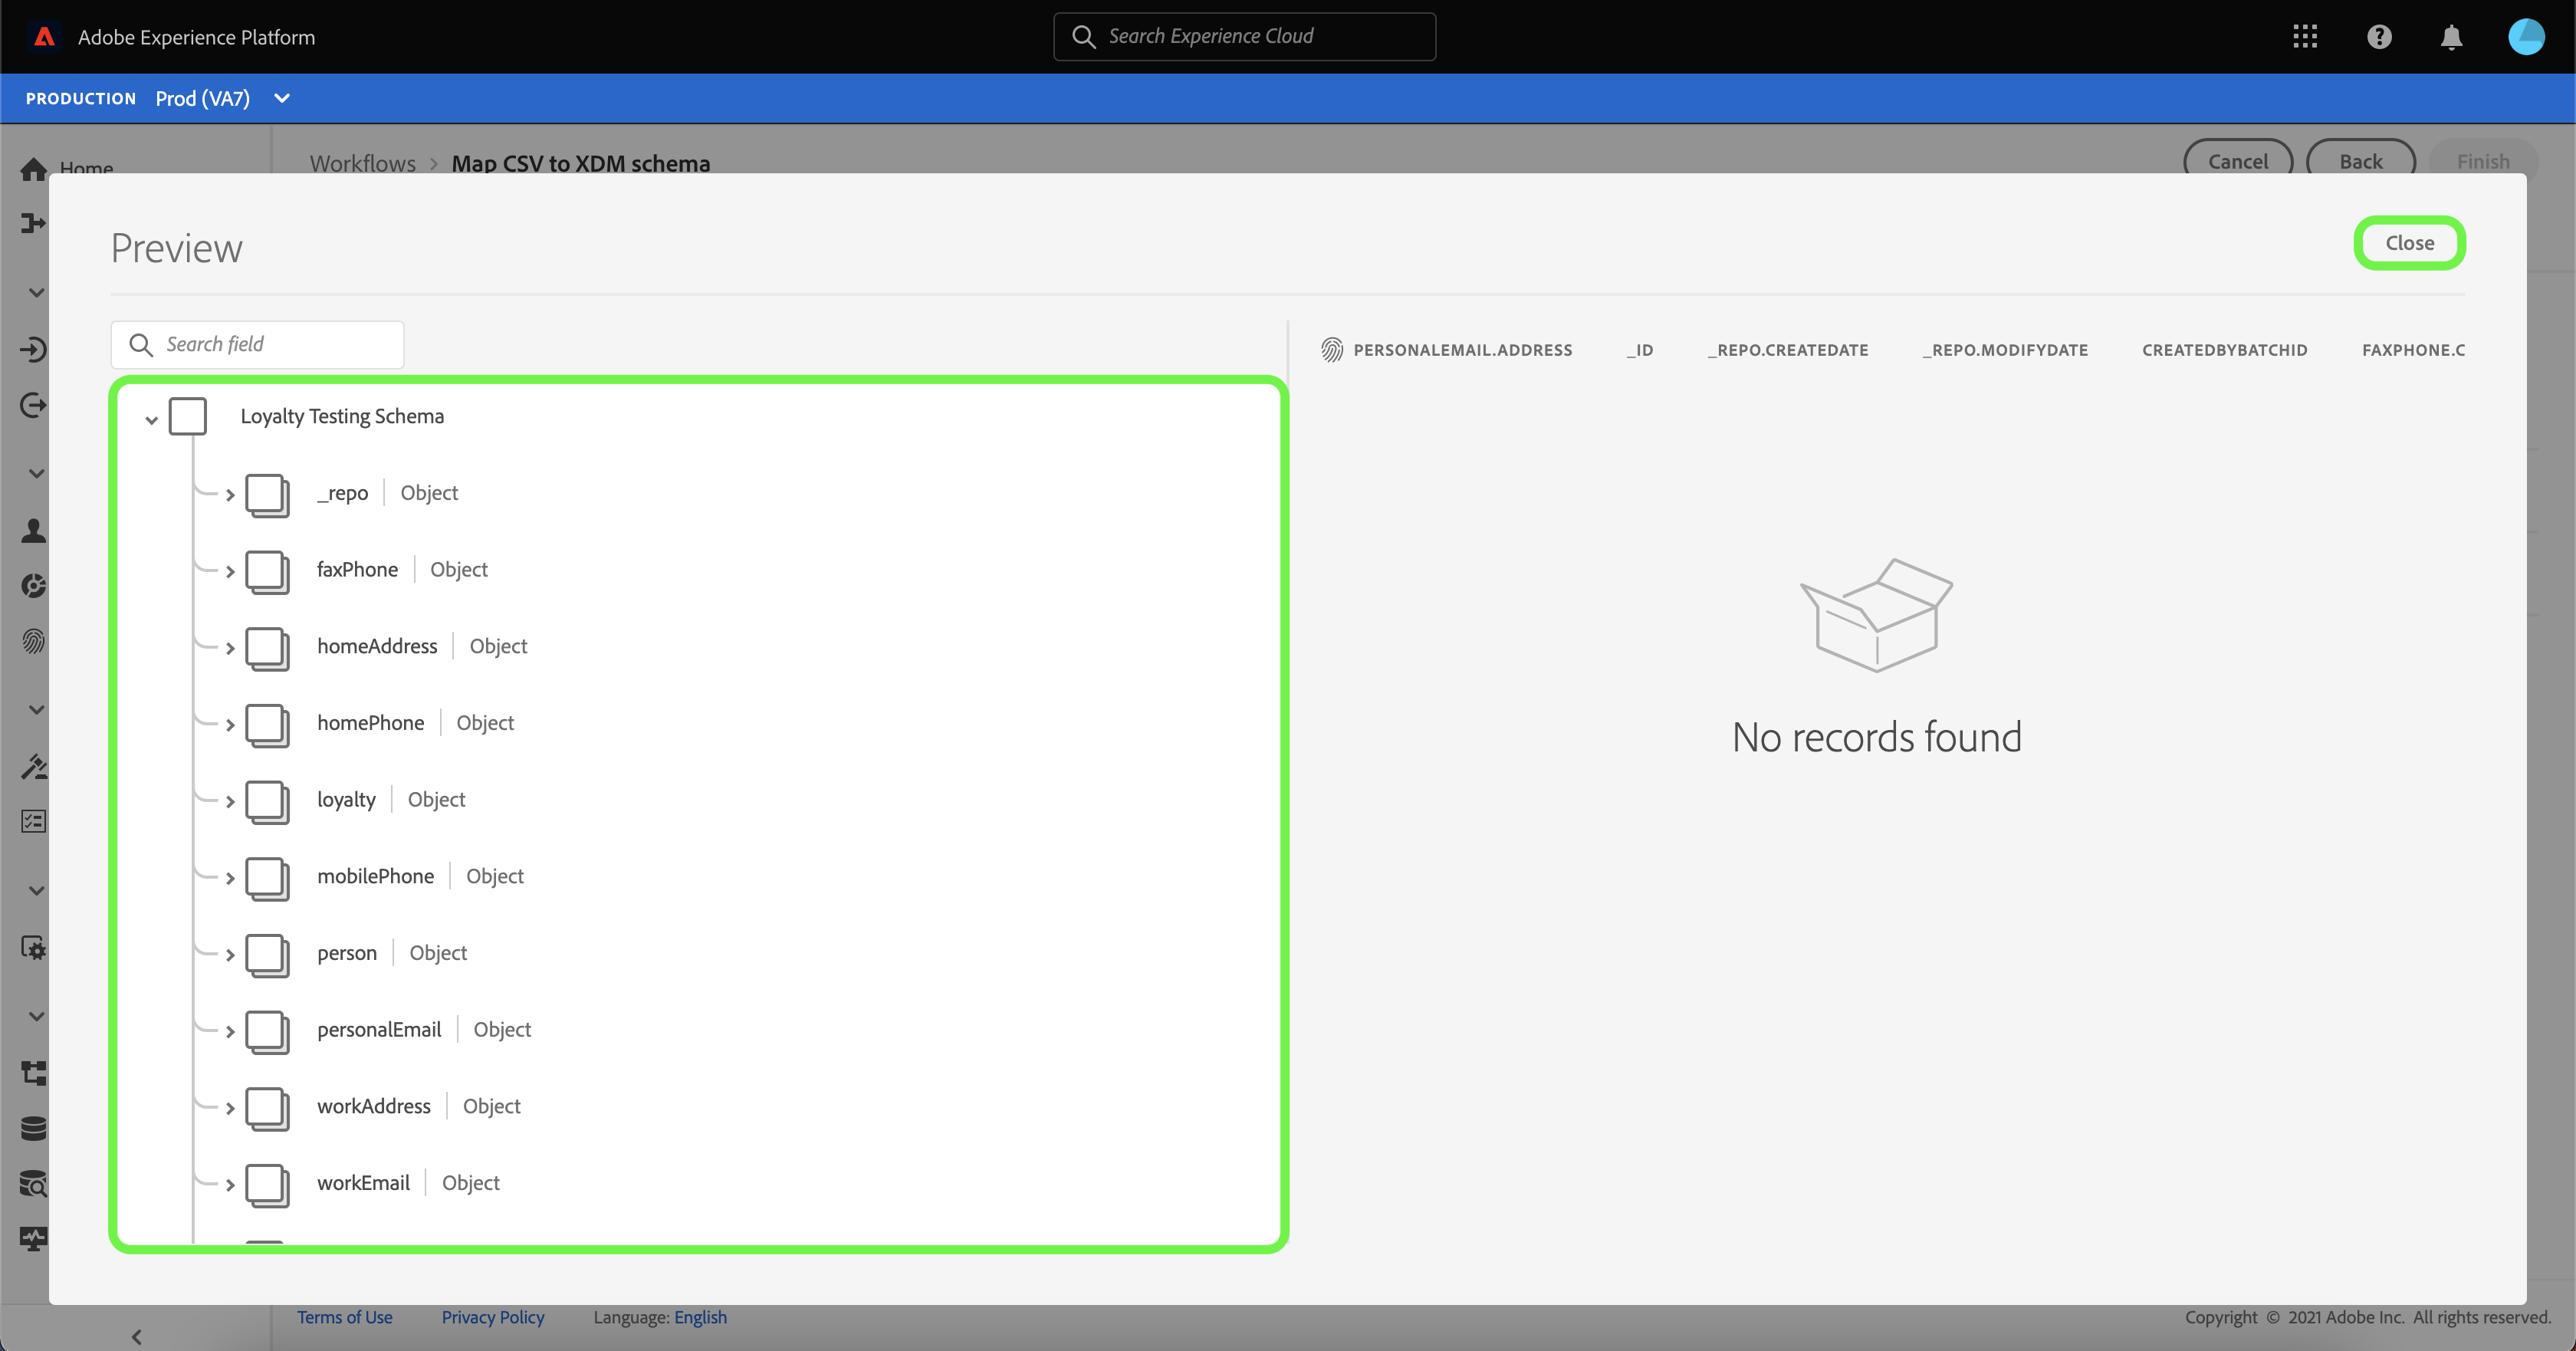 Adobe Experience Platform
Search Experience Cloud
PRODUCTION Prod (VA7)
Home
Workflows > Map CSV to XDM schema
Cancel
Back
Finish
Preview
Close
Search field
PERSONALEMAIL.ADDRESS _ID _REPO.CREATEDATE _REPO.MODIFYDATE CREATEDBYBATCHID FAXPHONE.C
Loyalty Testing Schema
_repo | Object
faxPhone | Object
homeAddress | Object
homePhone | Object
loyalty | Object
mobilePhone | Object
person | Object
personalEmail | Object
workAddress | Object
workEmail | Object
No records found
Terms of Use Privacy Policy Language: English
Copyright © 2021 Adobe Inc. All rights reserved.